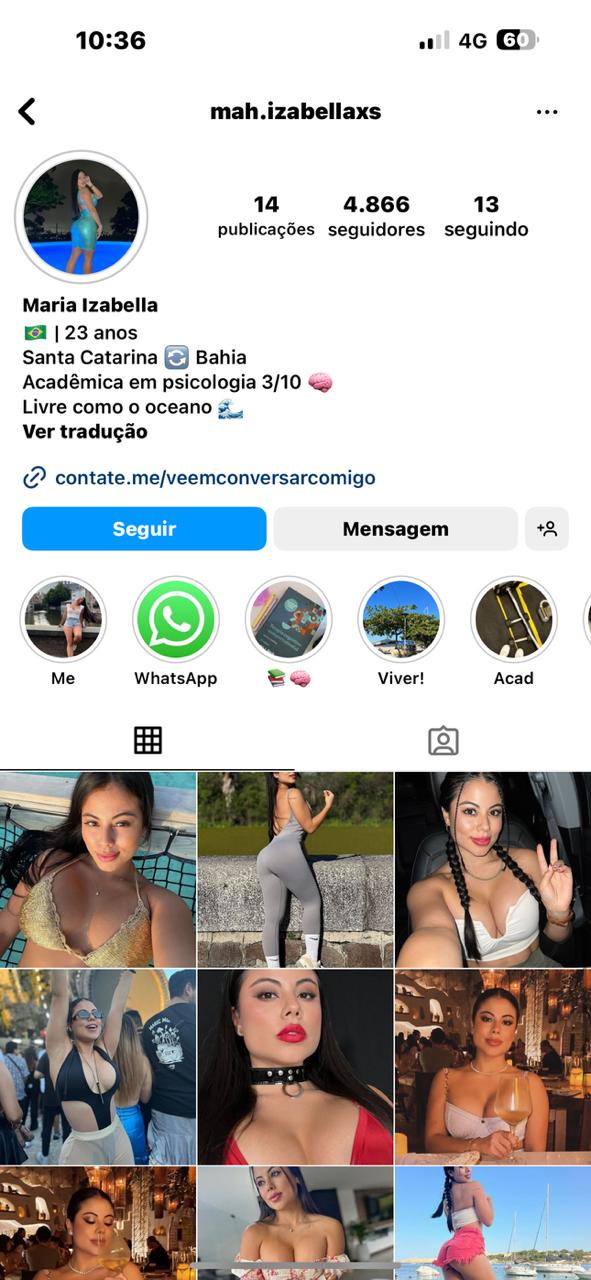 10:36
4G 60
mah.izabellaxs
14 publicações
4.866 seguidores
13 seguindo
Maria Izabella
🇧🇷 | 23 anos
Santa Catarina 🔄 Bahia
Acadêmica em psicologia 3/10 🧠
Livre como o oceano 🌊
Ver tradução
contate.me/veemconversarcomigo
Seguir
Mensagem
Me
WhatsApp
📚🧠
Viver!
Acad